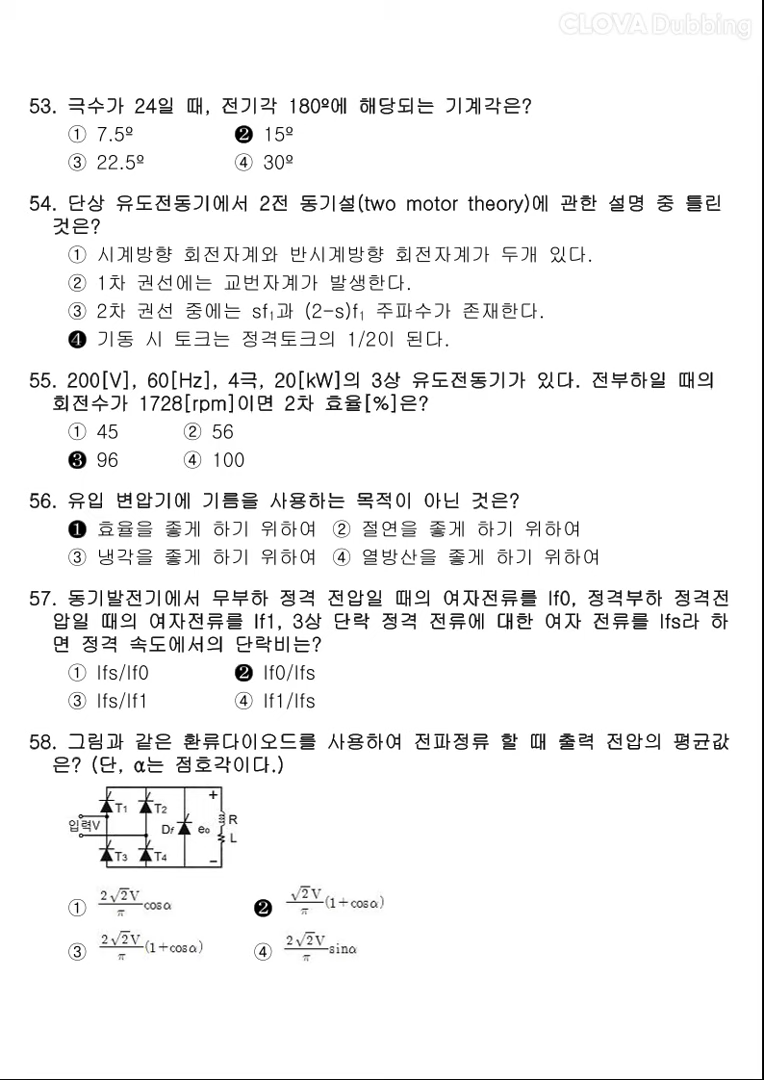 CLOVA Dubbing
53. 극수가 24일 때, 전기각 180º에 해당되는 기계각은?
① 7.5º ❷ 15º
③ 22.5º ④ 30º
54. 단상 유도전동기에서 2전 동기설(two motor theory)에 관한 설명 중 틀린
것은?
① 시계방향 회전자계와 반시계방향 회전자계가 두개 있다.
② 1차 권선에는 교번자계가 발생한다.
③ 2차 권선 중에는 sf₁과 (2-s)f₁ 주파수가 존재한다.
❹ 기동 시 토크는 정격토크의 1/2이 된다.
55. 200[V], 60[Hz], 4극, 20[kW]의 3상 유도전동기가 있다. 전부하일 때의
회전수가 1728[rpm]이면 2차 효율[%]은?
① 45 ② 56
❸ 96 ④ 100
56. 유입 변압기에 기름을 사용하는 목적이 아닌 것은?
❶ 효율을 좋게 하기 위하여 ② 절연을 좋게 하기 위하여
③ 냉각을 좋게 하기 위하여 ④ 열방산을 좋게 하기 위하여
57. 동기발전기에서 무부하 정격 전압일 때의 여자전류를 If0, 정격부하 정격전
압일 때의 여자전류를 If1, 3상 단락 정격 전류에 대한 여자 전류를 Ifs라 하
면 정격 속도에서의 단락비는?
① Ifs/If0 ❷ If0/Ifs
③ Ifs/If1 ④ If1/Ifs
58. 그림과 같은 환류다이오드를 사용하여 전파정류 할 때 출력 전압의 평균값
은? (단, α는 점호각이다.)
+
T₁ T₂ R
입력V Df e₀ L
T₃ T₄
−
① 2√2V/π cosα ❷ √2V/π (1+cosα)
③ 2√2V/π (1+cosα) ④ 2√2V/π sinα